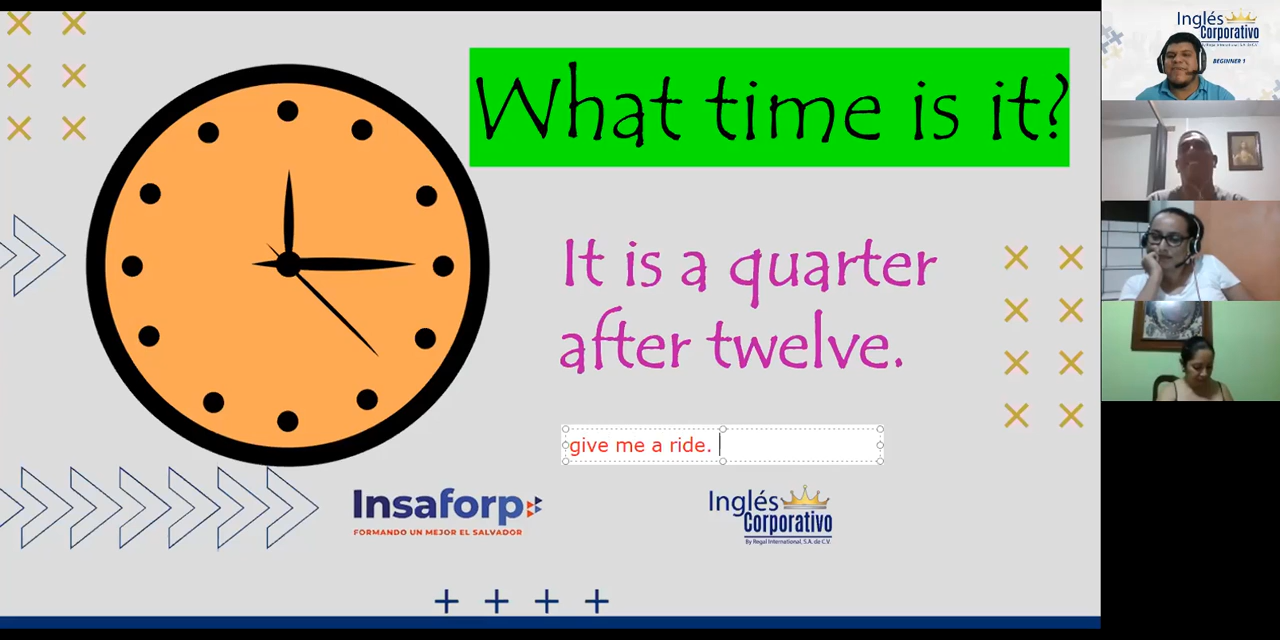 What time is it?
It is a quarter
after twelve.
give me a ride.
Insaforp
FORMANDO UN MEJOR EL SALVADOR
Inglés
Corporativo
By Regal International, S.A. de C.V.
Inglés
Corporativo
BEGINNER 1